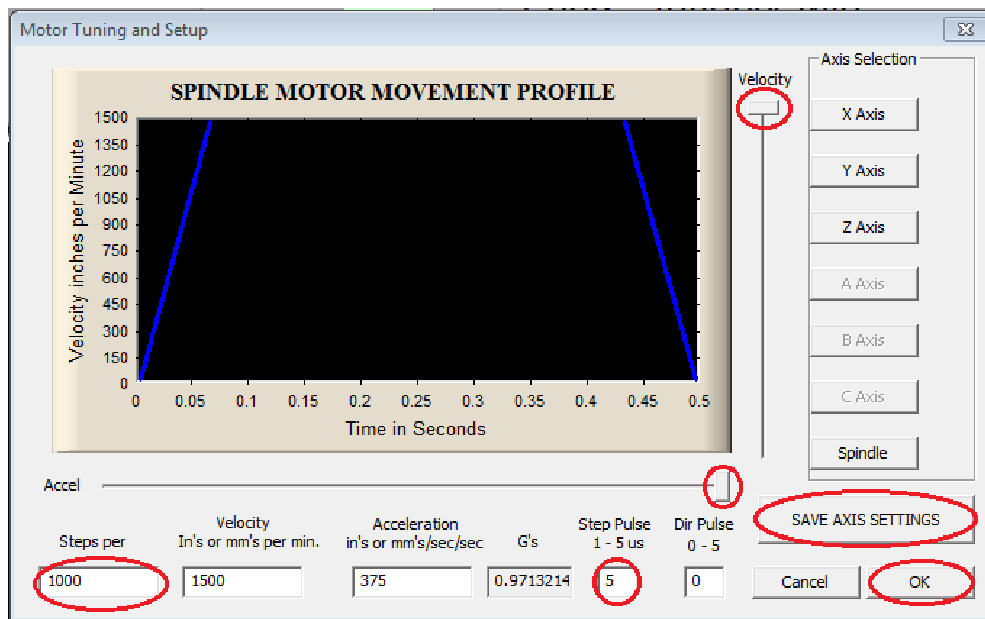 Motor Tuning and Setup
SPINDLE MOTOR MOVEMENT PROFILE
Velocity inches per Minute
1500
1350
1200
1050
900
750
600
450
300
150
0
0 0.05 0.1 0.15 0.2 0.25 0.3 0.35 0.4 0.45 0.5
Time in Seconds
Velocity
Axis Selection
X Axis
Y Axis
Z Axis
A Axis
B Axis
C Axis
Spindle
Accel
SAVE AXIS SETTINGS
Steps per
Velocity
In's or mm's per min.
Acceleration
in's or mm's/sec/sec
G's
Step Pulse
1 - 5 us
Dir Pulse
0 - 5
1000 1500 375 0.9713214 5 0
Cancel OK